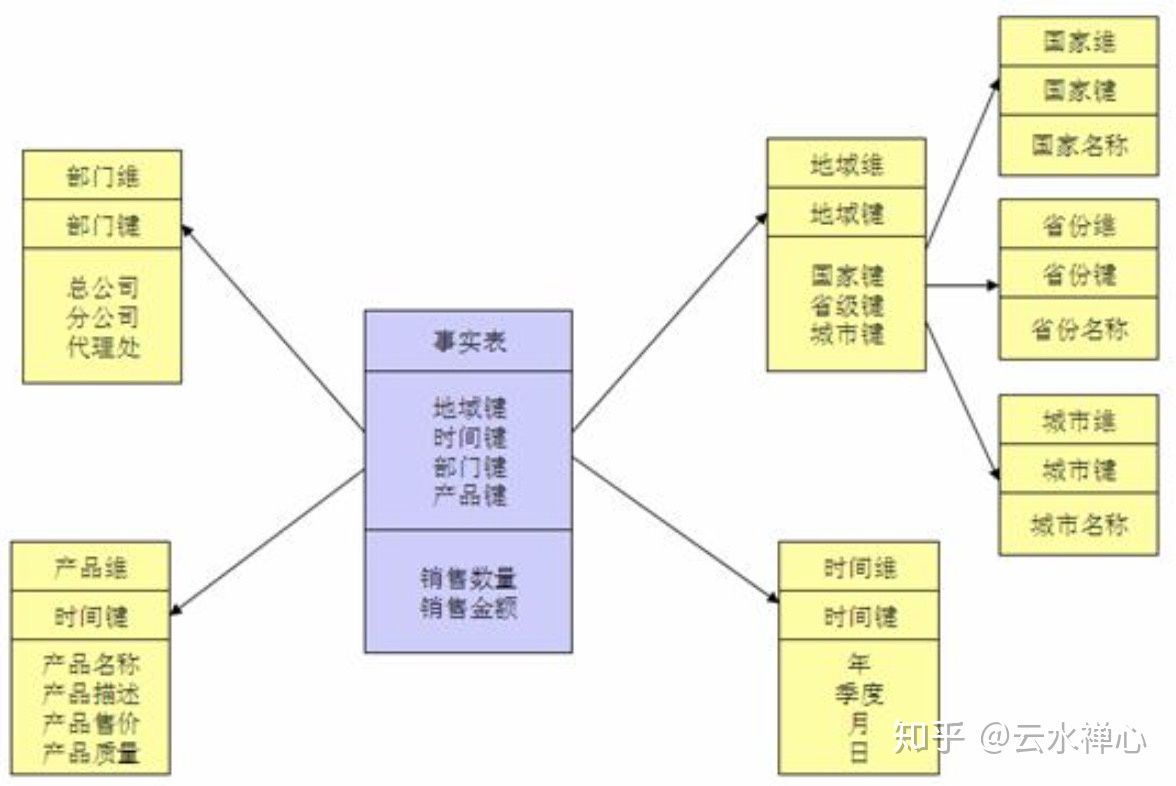 部门维
部门键
总公司
分公司
代理处
产品维
时间键
产品名称
产品描述
产品售价
产品质量
事实表
地域键
时间键
部门键
产品键
销售数量
销售金额
地域维
地域键
国家键
省级键
城市键
时间维
时间键
年
季度
月
日
国家维
国家键
国家名称
省份维
省份键
省份名称
城市维
城市键
城市名称
知乎 @云水禅心